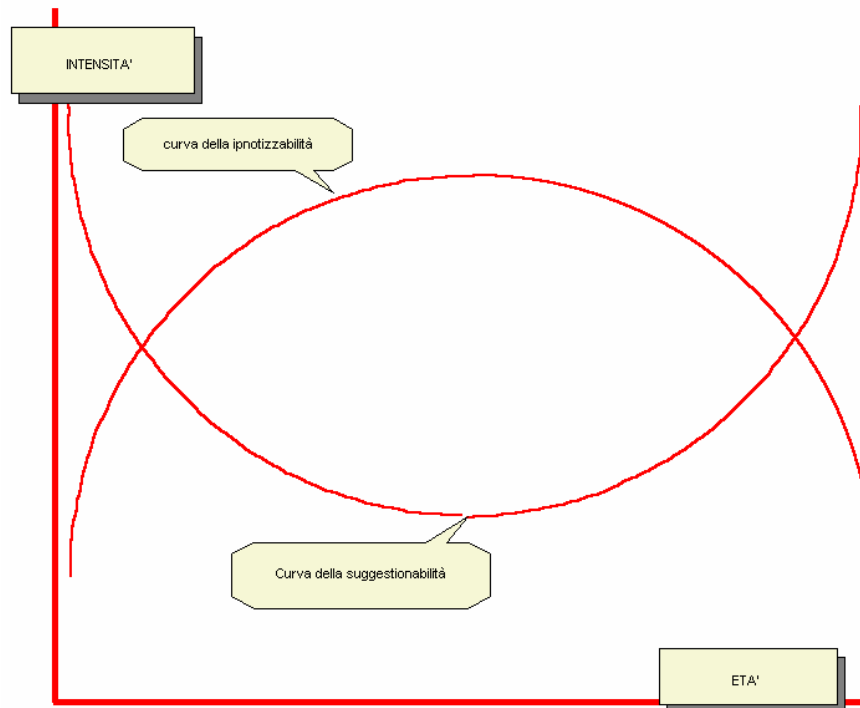 INTENSITA'
curva della ipnotizzabilità
Curva della suggestionabilità
ETA'